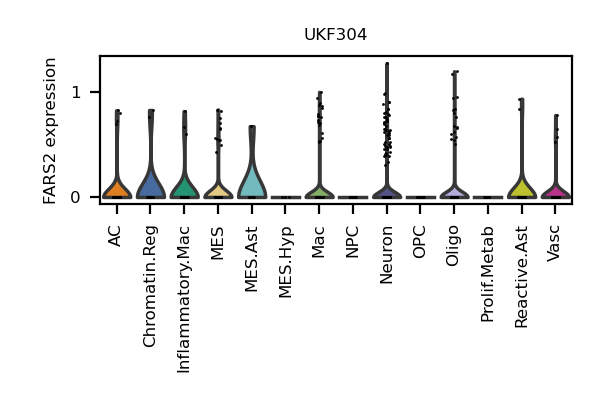 UKF304
FARS2 expression
1
0
AC
Chromatin.Reg
Inflammatory.Mac
MES
MES.Ast
MES.Hyp
Mac
NPC
Neuron
OPC
Oligo
Prolif.Metab
Reactive.Ast
Vasc